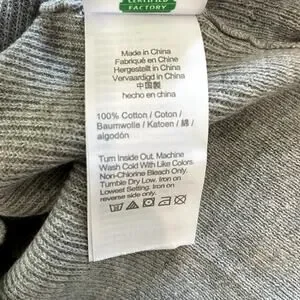 CERTIFIED
FACTORY
Made in China
Fabriqué en Chine
Hergestellt in China
Vervaardigd in China
中国製
hecho en china
100% Cotton / Coton /
Baumwolle / Katoen / 綿 /
algodón
Turn Inside Out. Machine
Wash Cold With Like Colors.
Non-Chlorine Bleach Only.
Tumble Dry Low. Iron on
Lowest Setting. Iron on
reverse side only.